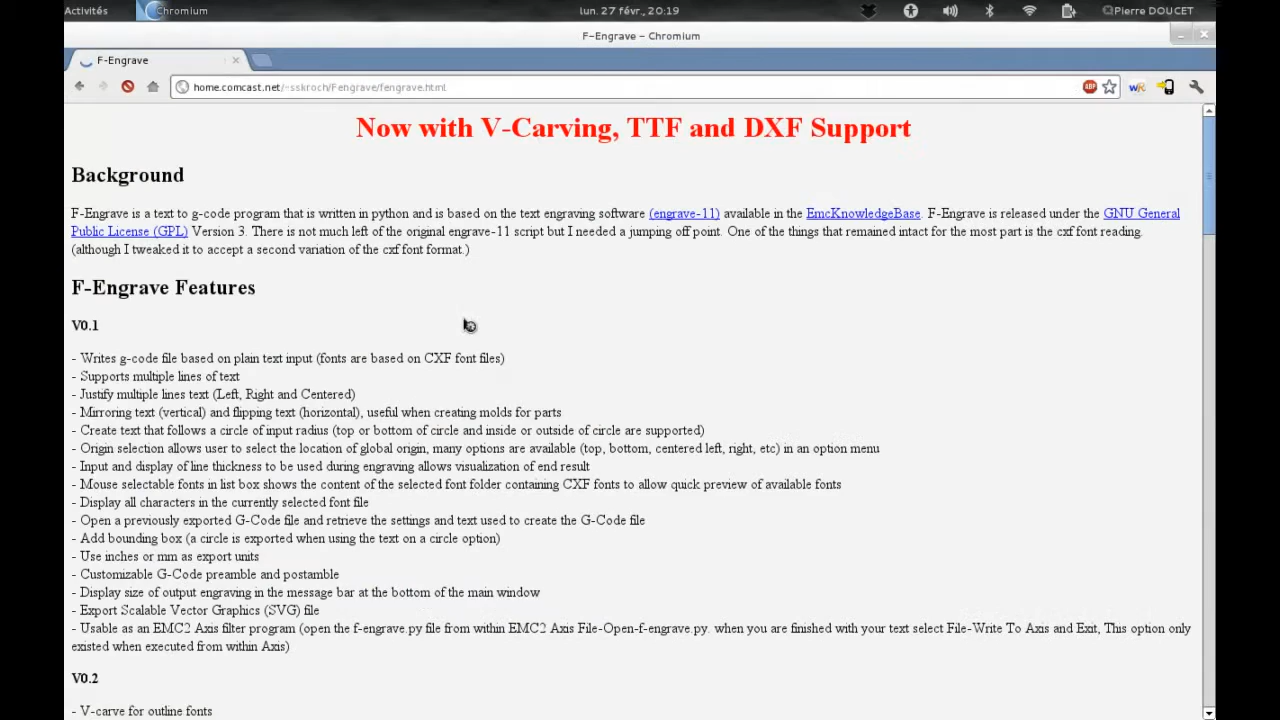 Activités Chromium lun. 27 févr., 20:19 Pierre DOUCET
F-Engrave - Chromium
F-Engrave
home.comcast.net/~sskroch/Fengrave/fengrave.html ABP wR
Now with V-Carving, TTF and DXF Support
Background
F-Engrave is a text to g-code program that is written in python and is based on the text engraving software (engrave-11) available in the EmcKnowledgeBase. F-Engrave is released under the GNU General
Public License (GPL) Version 3. There is not much left of the original engrave-11 script but I needed a jumping off point. One of the things that remained intact for the most part is the cxf font reading.
(although I tweaked it to accept a second variation of the cxf font format.)
F-Engrave Features
V0.1
- Writes g-code file based on plain text input (fonts are based on CXF font files)
- Supports multiple lines of text
- Justify multiple lines text (Left, Right and Centered)
- Mirroring text (vertical) and flipping text (horizontal), useful when creating molds for parts
- Create text that follows a circle of input radius (top or bottom of circle and inside or outside of circle are supported)
- Origin selection allows user to select the location of global origin, many options are available (top, bottom, centered left, right, etc) in an option menu
- Input and display of line thickness to be used during engraving allows visualization of end result
- Mouse selectable fonts in list box shows the content of the selected font folder containing CXF fonts to allow quick preview of available fonts
- Display all characters in the currently selected font file
- Open a previously exported G-Code file and retrieve the settings and text used to create the G-Code file
- Add bounding box (a circle is exported when using the text on a circle option)
- Use inches or mm as export units
- Customizable G-Code preamble and postamble
- Display size of output engraving in the message bar at the bottom of the main window
- Export Scalable Vector Graphics (SVG) file
- Usable as an EMC2 Axis filter program (open the f-engrave.py file from within EMC2 Axis File-Open-f-engrave.py. when you are finished with your text select File-Write To Axis and Exit, This option only
existed when executed from within Axis)
V0.2
- V-carve for outline fonts